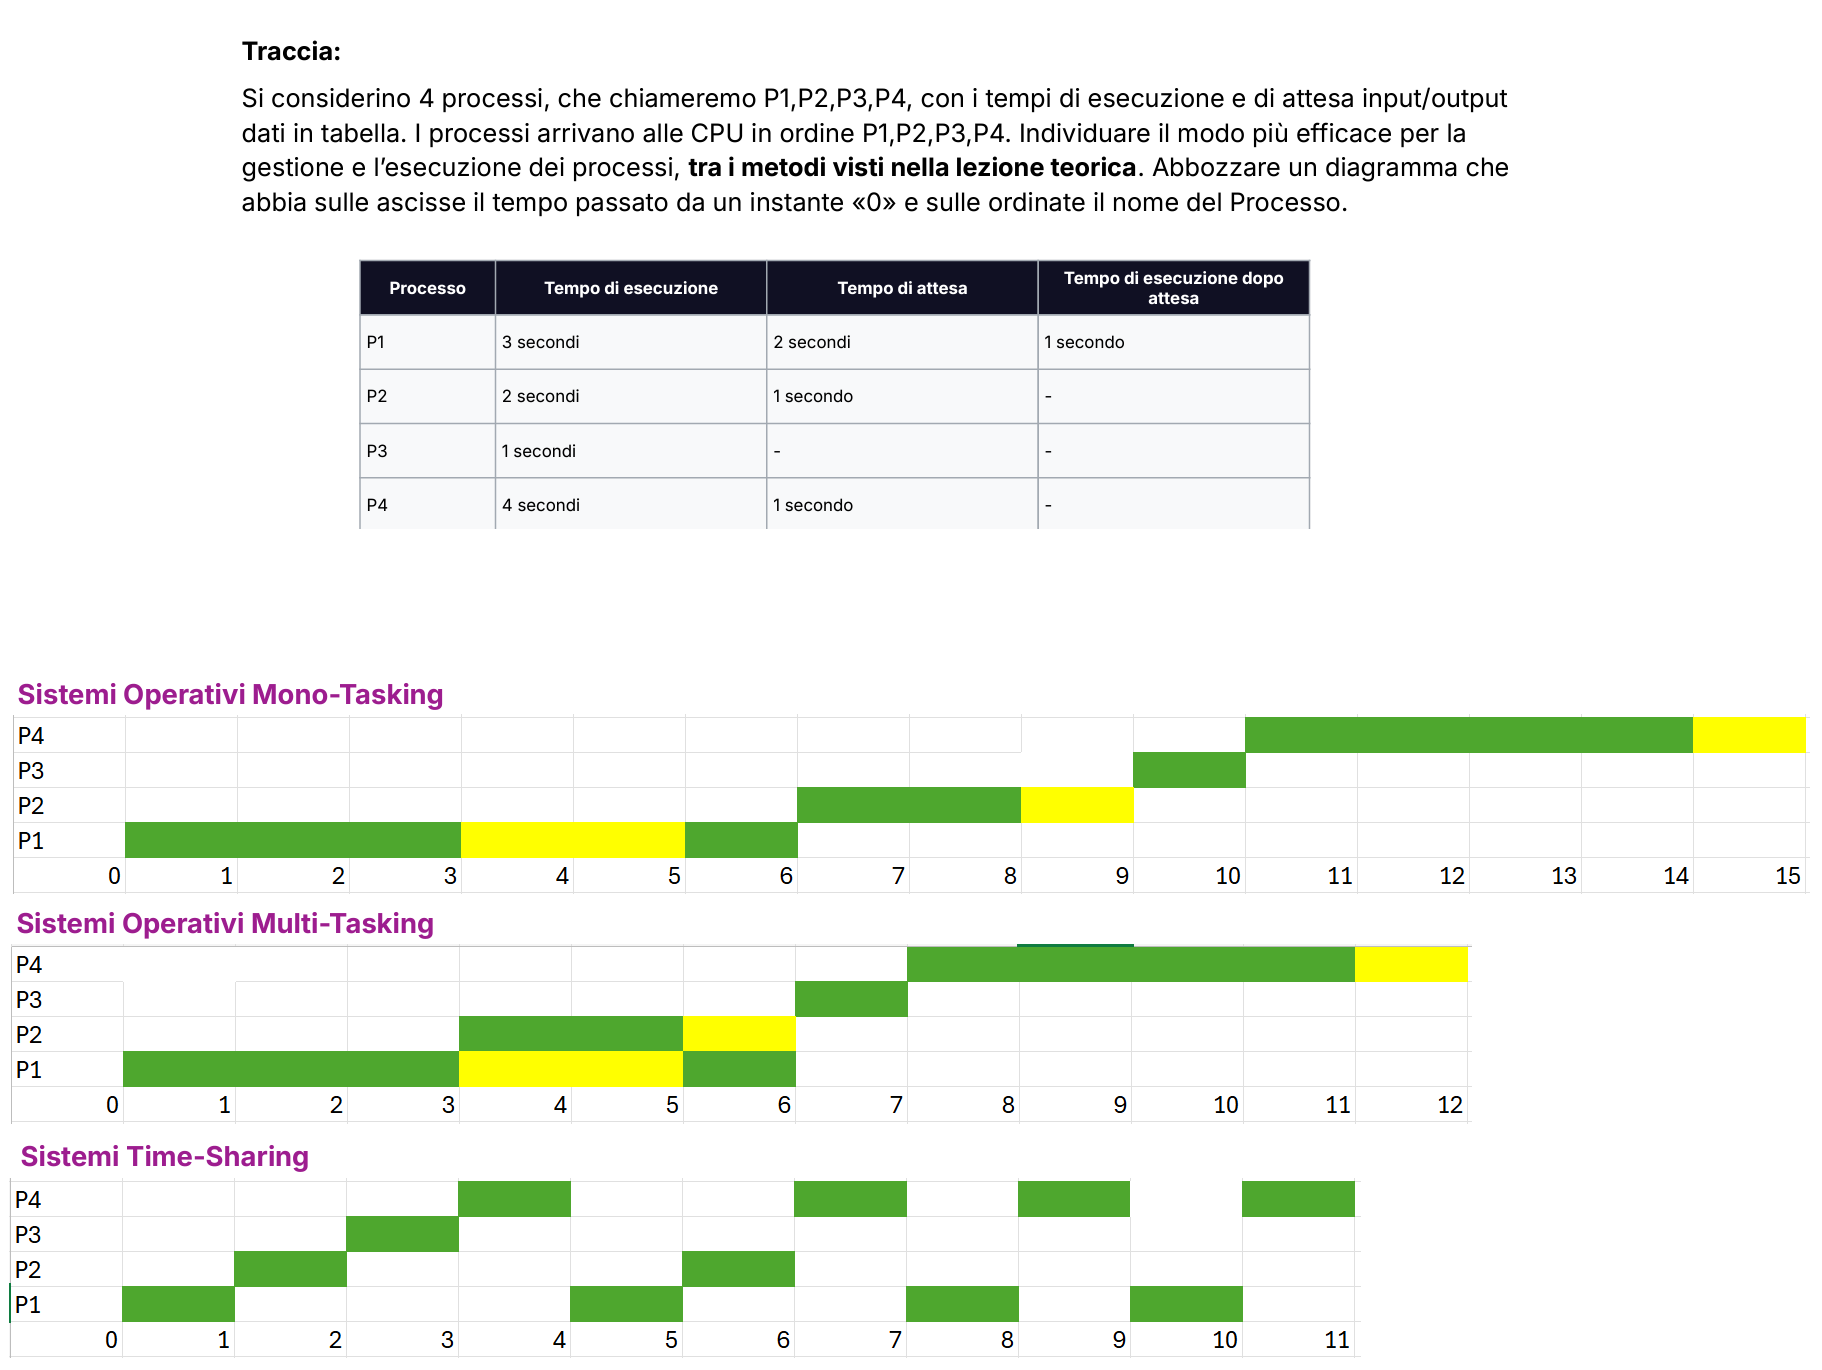 Traccia:
Si considerino 4 processi, che chiameremo P1,P2,P3,P4, con i tempi di esecuzione e di attesa input/output
dati in tabella. I processi arrivano alle CPU in ordine P1,P2,P3,P4. Individuare il modo più efficace per la
gestione e l’esecuzione dei processi, tra i metodi visti nella lezione teorica. Abbozzare un diagramma che
abbia sulle ascisse il tempo passato da un instante «0» e sulle ordinate il nome del Processo.
Processo Tempo di esecuzione Tempo di attesa Tempo di esecuzione dopo attesa
P1 3 secondi 2 secondi 1 secondo
P2 2 secondi 1 secondo -
P3 1 secondi - -
P4 4 secondi 1 secondo -
Sistemi Operativi Mono-Tasking
P4
P3
P2
P1
0 1 2 3 4 5 6 7 8 9 10 11 12 13 14 15
Sistemi Operativi Multi-Tasking
P4
P3
P2
P1
0 1 2 3 4 5 6 7 8 9 10 11 12
Sistemi Time-Sharing
P4
P3
P2
P1
0 1 2 3 4 5 6 7 8 9 10 11